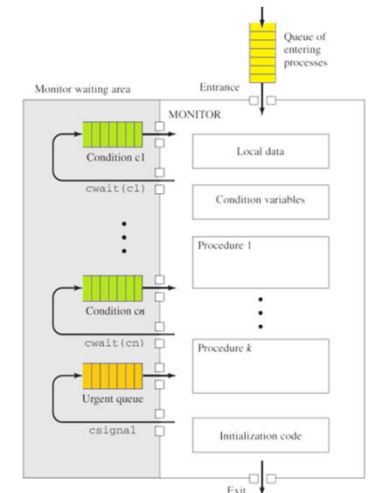 Queue of
entering
processes
Monitor waiting area
Entrance
MONITOR
Condition c1
Local data
cwait(c1)
Condition variables
Procedure 1
Condition cn
cwait(cn)
Procedure k
Urgent queue
csignal
Initialization code
Exit